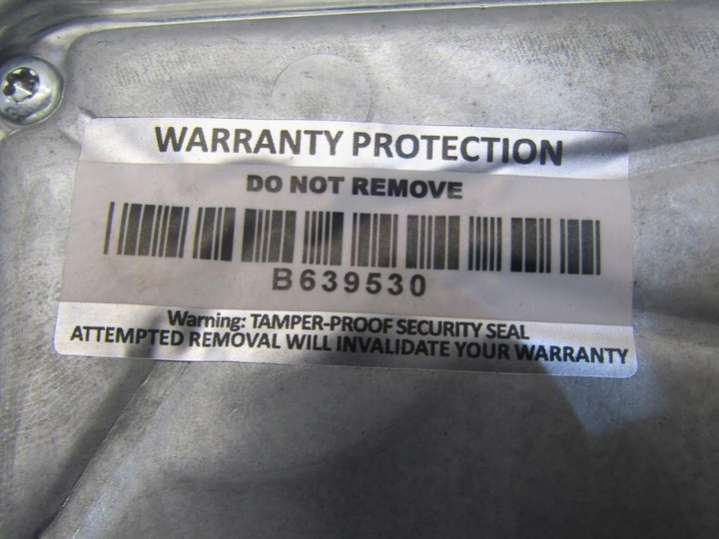 WARRANTY PROTECTION
DO NOT REMOVE
B639530
Warning: TAMPER-PROOF SECURITY SEAL
ATTEMPTED REMOVAL WILL INVALIDATE YOUR WARRANTY